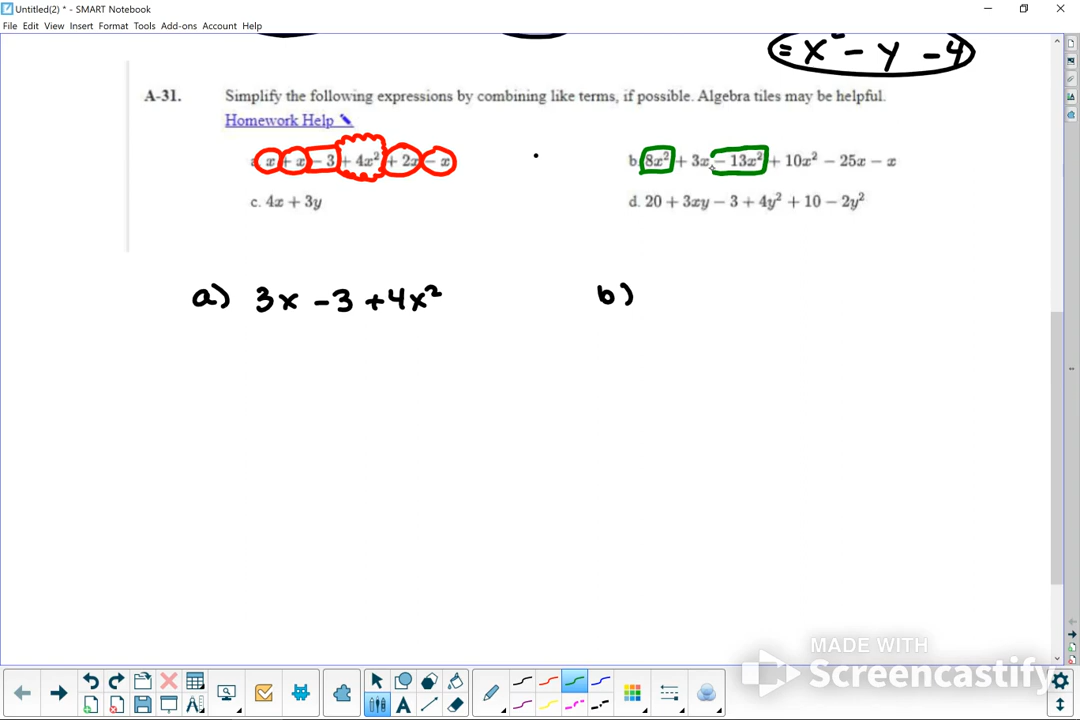 Untitled(2) * - SMART Notebook
File Edit View Insert Format Tools Add-ons Account Help
= x² - y - 4
A-31. Simplify the following expressions by combining like terms, if possible. Algebra tiles may be helpful.
Homework Help
x + x - 3 + 4x² + 2x - x
b. 8x² + 3x - 13x² + 10x² - 25x - x
c. 4x + 3y
d. 20 + 3xy - 3 + 4y² + 10 - 2y²
a) 3x - 3 + 4x²
b)
MADE WITH
Screencastify
A